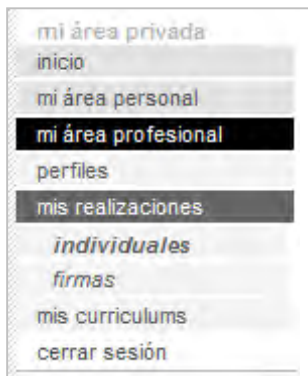 mi área privada
inicio
mi área personal
mi área profesional
perfiles
mis realizaciones
individuales
firmas
mis curriculums
cerrar sesión